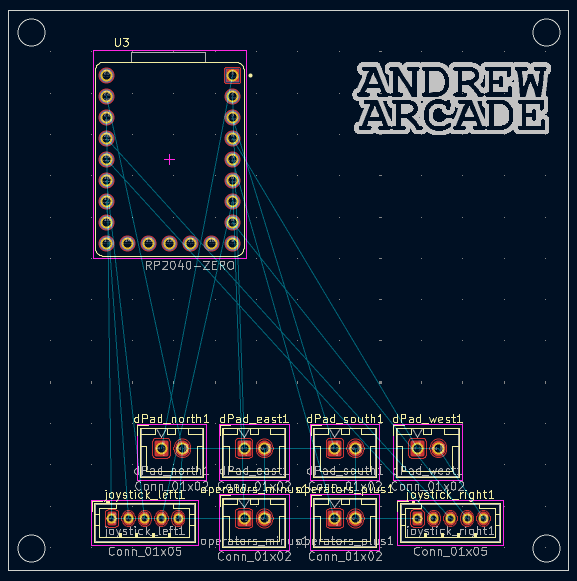 U3
ANDREW
ARCADE
RP2040-ZERO
dPad_north1 dPad_east1 dPad_south1 dPad_west1
dPad_north1 dPad_east1 dPad_south1 dPad_west1
Conn_01x02 Conn_01x02 Conn_01x02 Conn_01x02
joystick_left1 operators_minus1 operators_plus1 joystick_right1
joystick_left1 joystick_right1
operators_minus1 operators_plus1
Conn_01x05 Conn_01x02 Conn_01x02 Conn_01x05